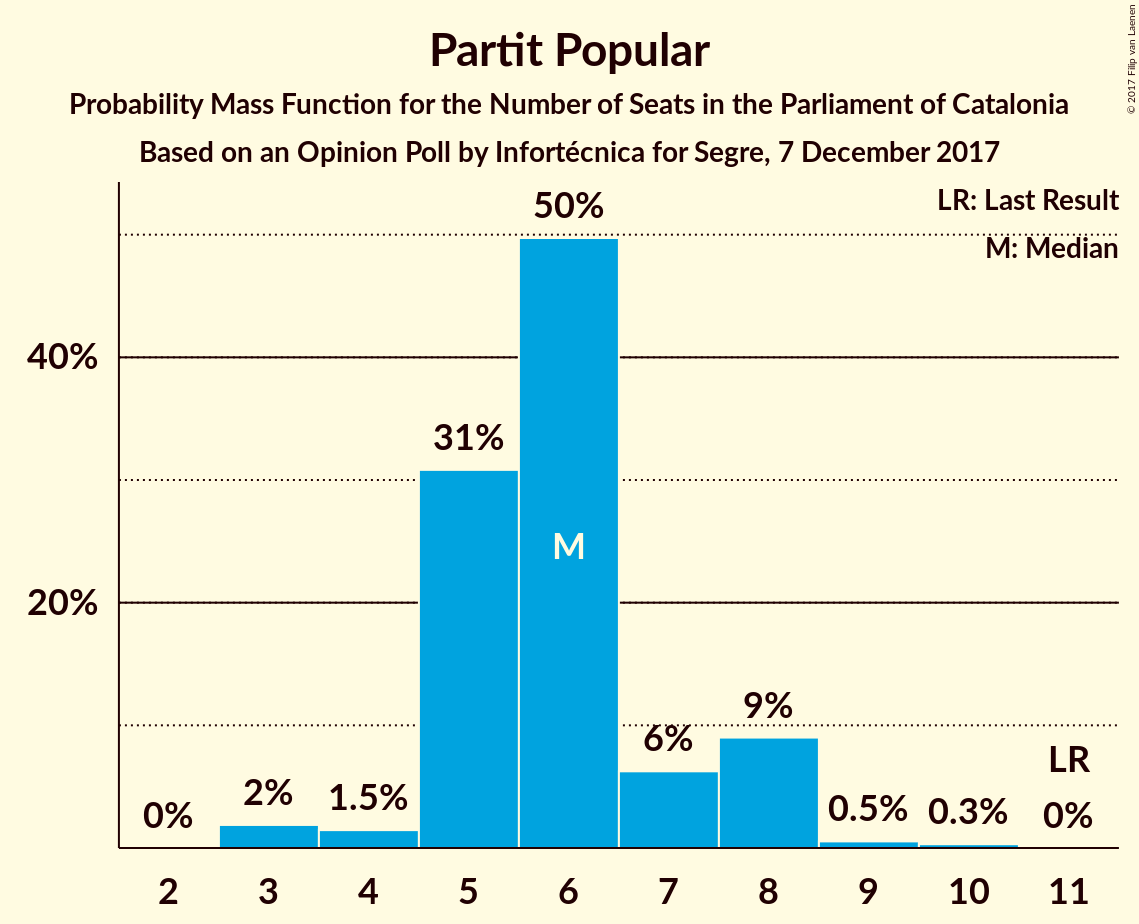 Partit Popular
Probability Mass Function for the Number of Seats in the Parliament of Catalonia
Based on an Opinion Poll by Infortécnica for Segre, 7 December 2017
© 2017 Filip van Laenen
LR: Last Result
M: Median
50%
40%
31%
M
20%
9%
6%
LR
2%
1.5%
0.5%
0.3%
0%
0%
2 3 4 5 6 7 8 9 10 11